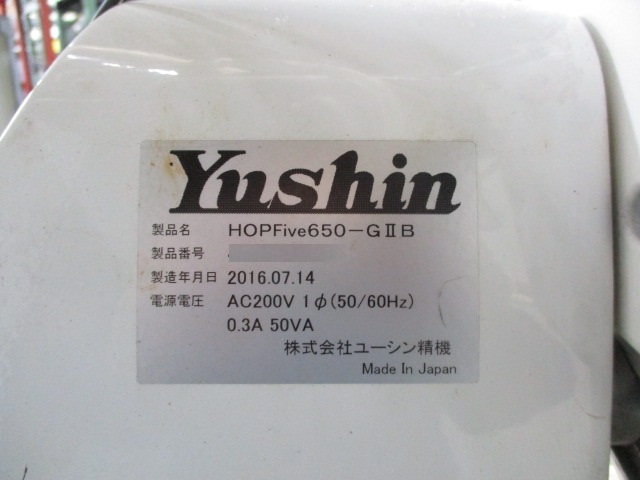 Yushin
製品名 HOPFive650-GⅡB
製品番号
製造年月日 2016.07.14
電源電圧 AC200V 1φ(50/60Hz)
0.3A 50VA
株式会社ユーシン精機
Made In Japan